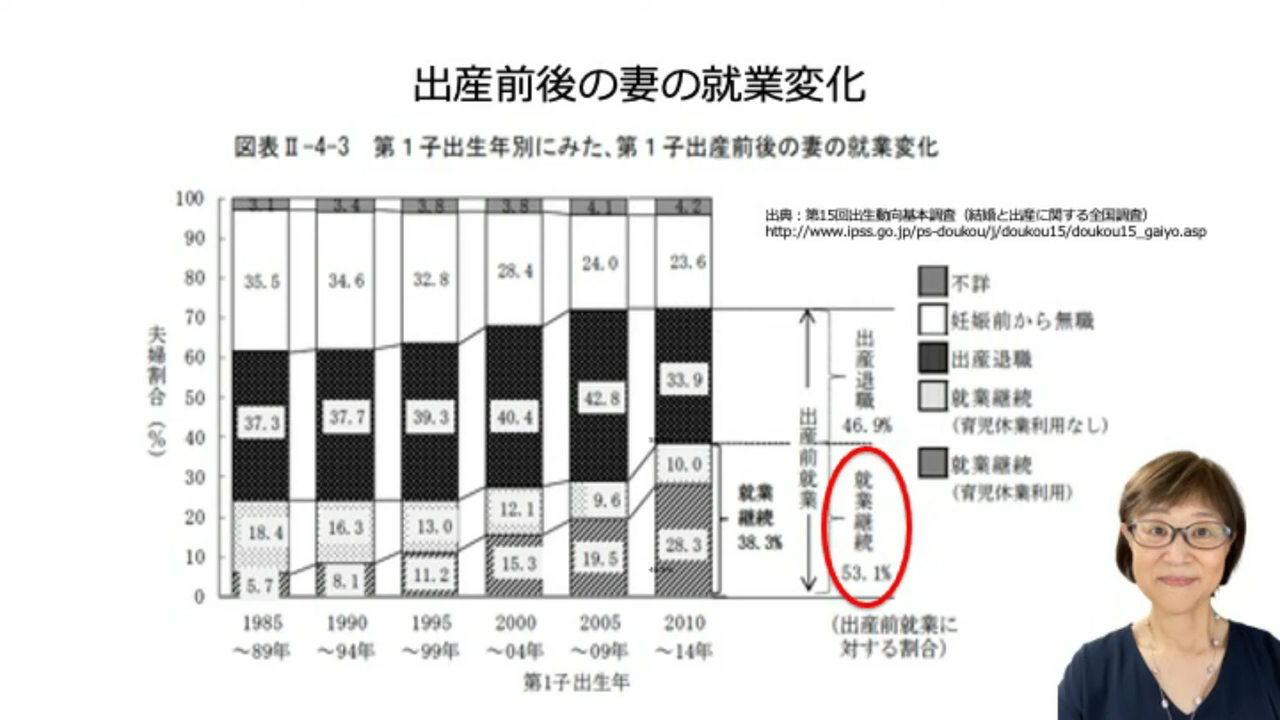 出産前後の妻の就業変化
図表Ⅱ-4-3 第1子出生年別にみた、第1子出産前後の妻の就業変化
出典：第15回出生動向基本調査（結婚と出産に関する全国調査）
http://www.ipss.go.jp/ps-doukou/j/doukou15/doukou15_gaiyo.asp
夫婦割合（%）
100
90
80
70
60
50
40
30
20
10
0
3.1 3.4 3.8 3.8 4.1 4.2
35.5 34.6 32.8 28.4 24.0 23.6
37.3 37.7 39.3 40.4 42.8 33.9
18.4 16.3 13.0 12.1 9.6 10.0
5.7 8.1 11.2 15.3 19.5 28.3
1985 1990 1995 2000 2005 2010
～89年 ～94年 ～99年 ～04年 ～09年 ～14年
第1子出生年
就業
継続
38.3%
出産前就業
出産退職
46.9%
就業継続
53.1%
（出産前就業に
対する割合）
不詳
妊娠前から無職
出産退職
就業継続
（育児休業利用なし）
就業継続
（育児休業利用）